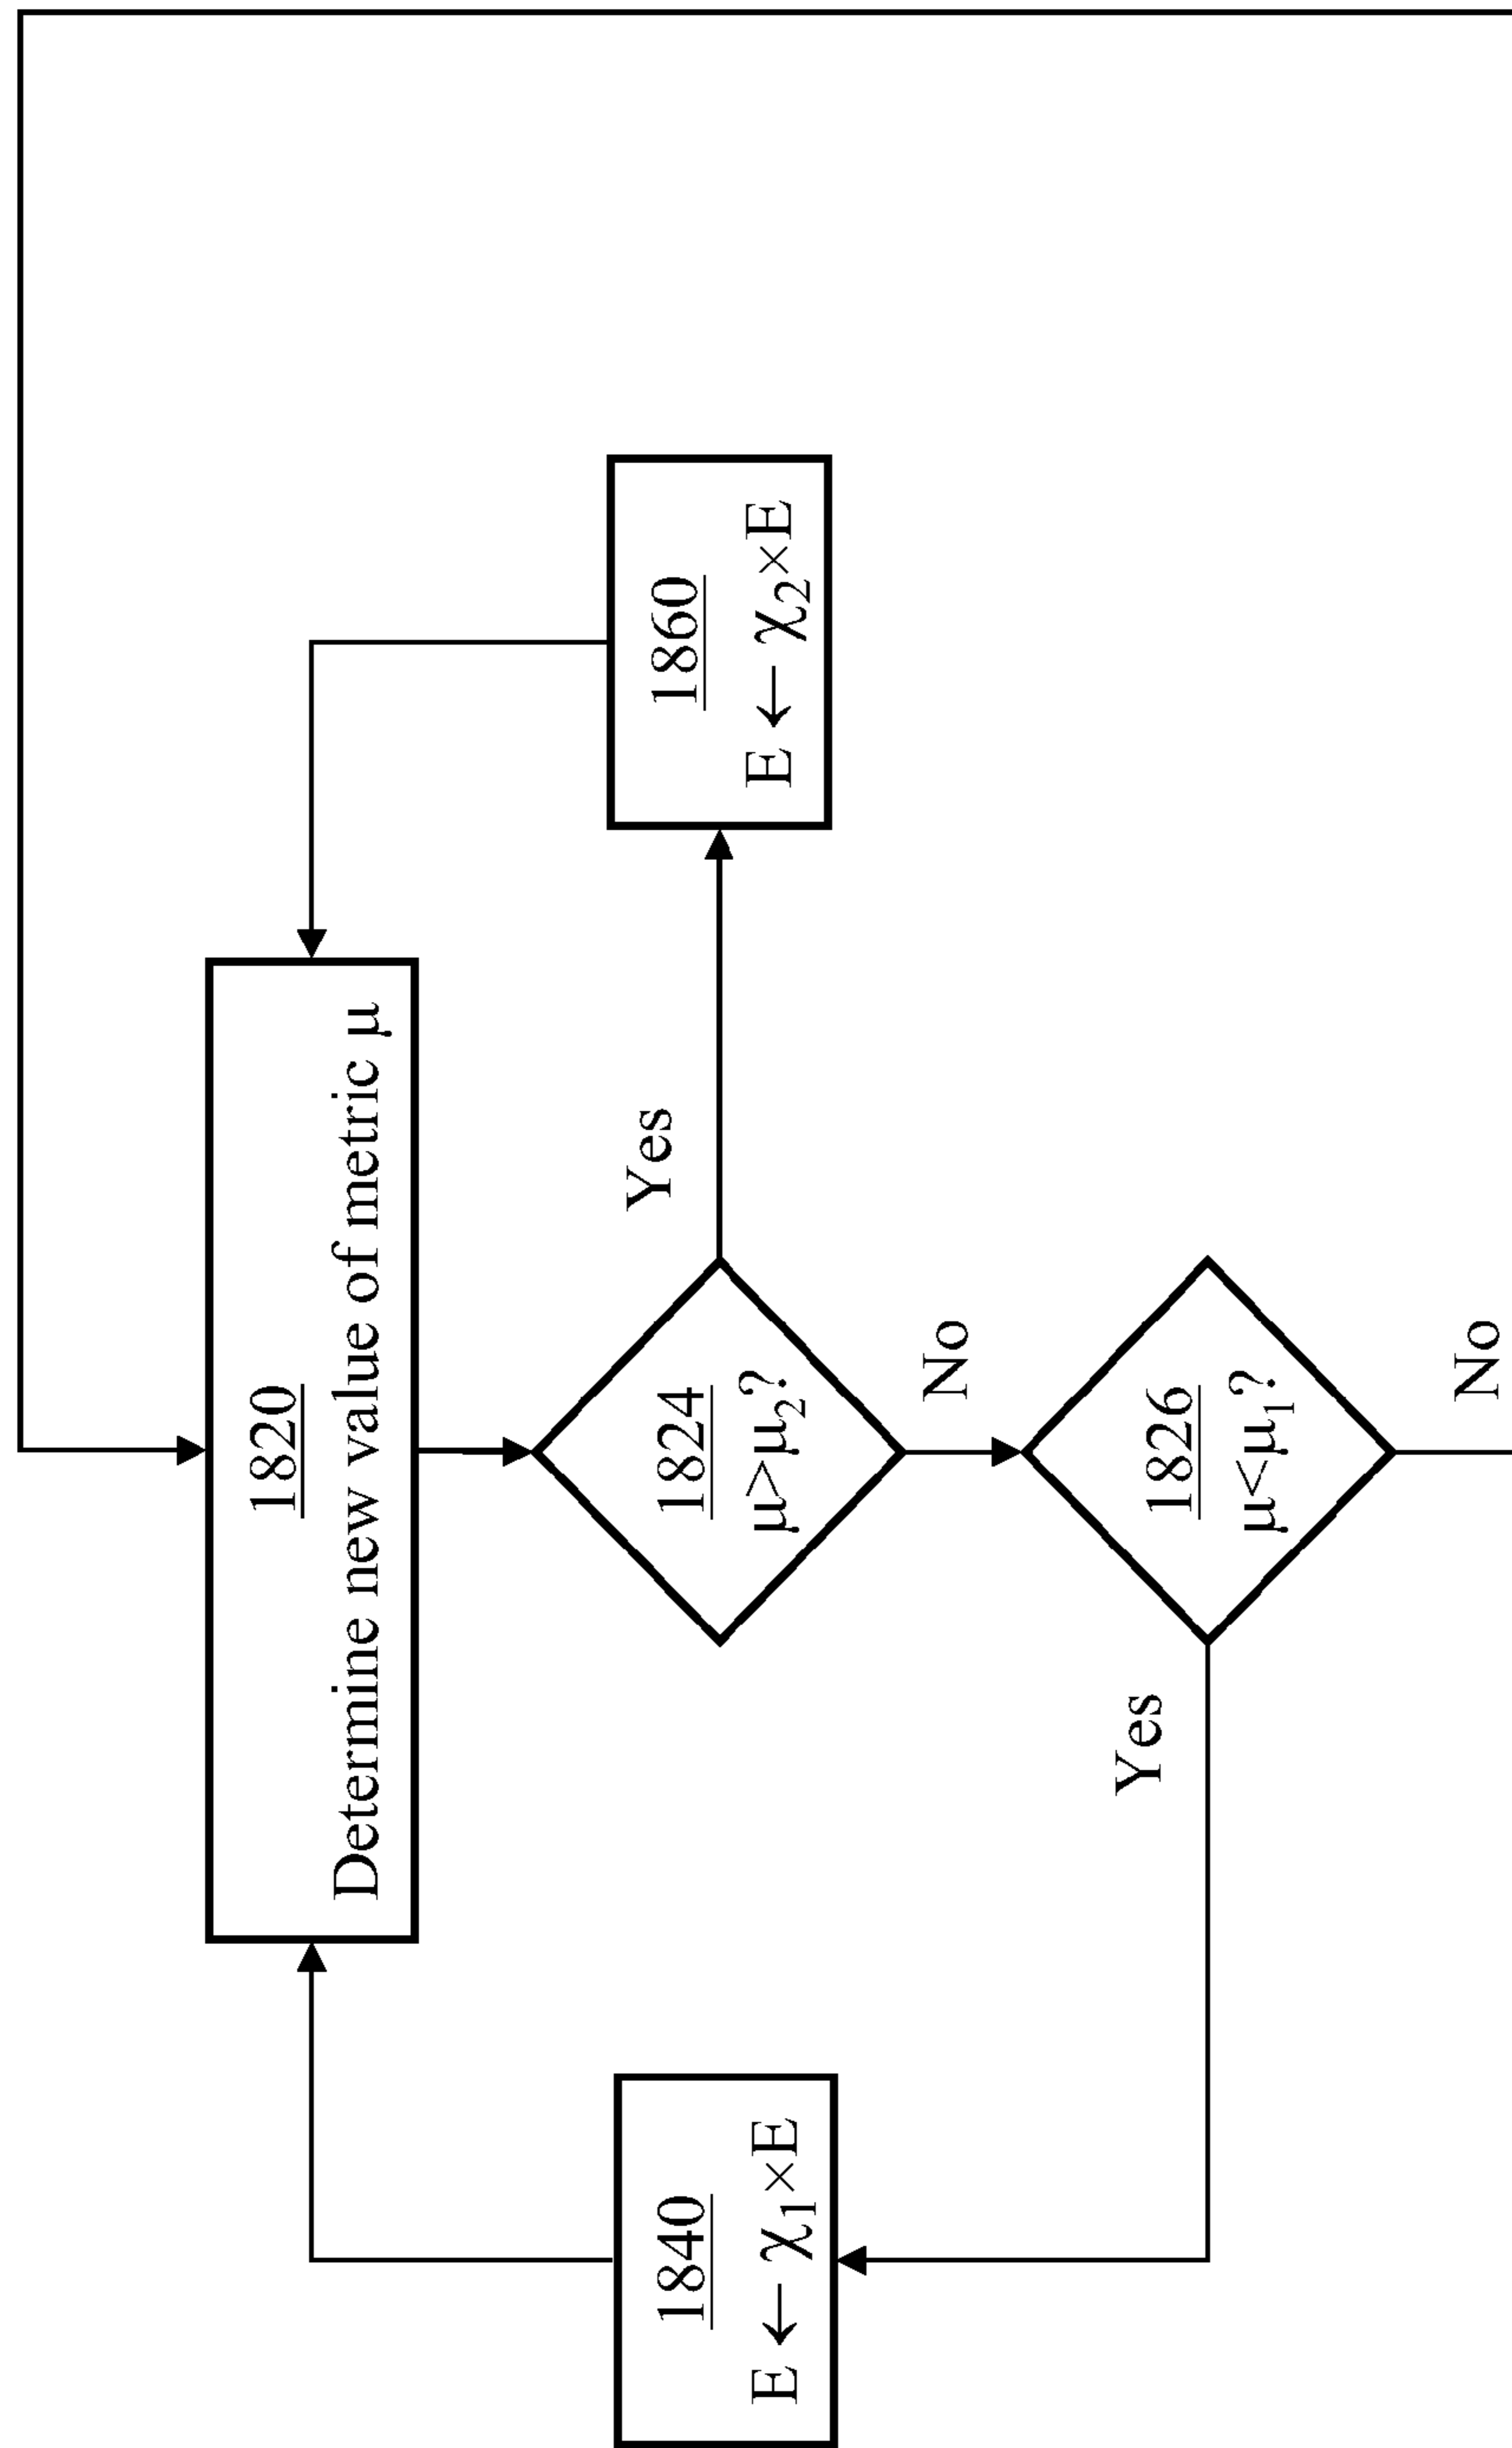 1820
Determine new value of metric μ
1824
μ>μ₂?
Yes
1860
E ← χ₂×E
No
1826
μ<μ₁?
Yes
1840
E ← χ₁×E
No